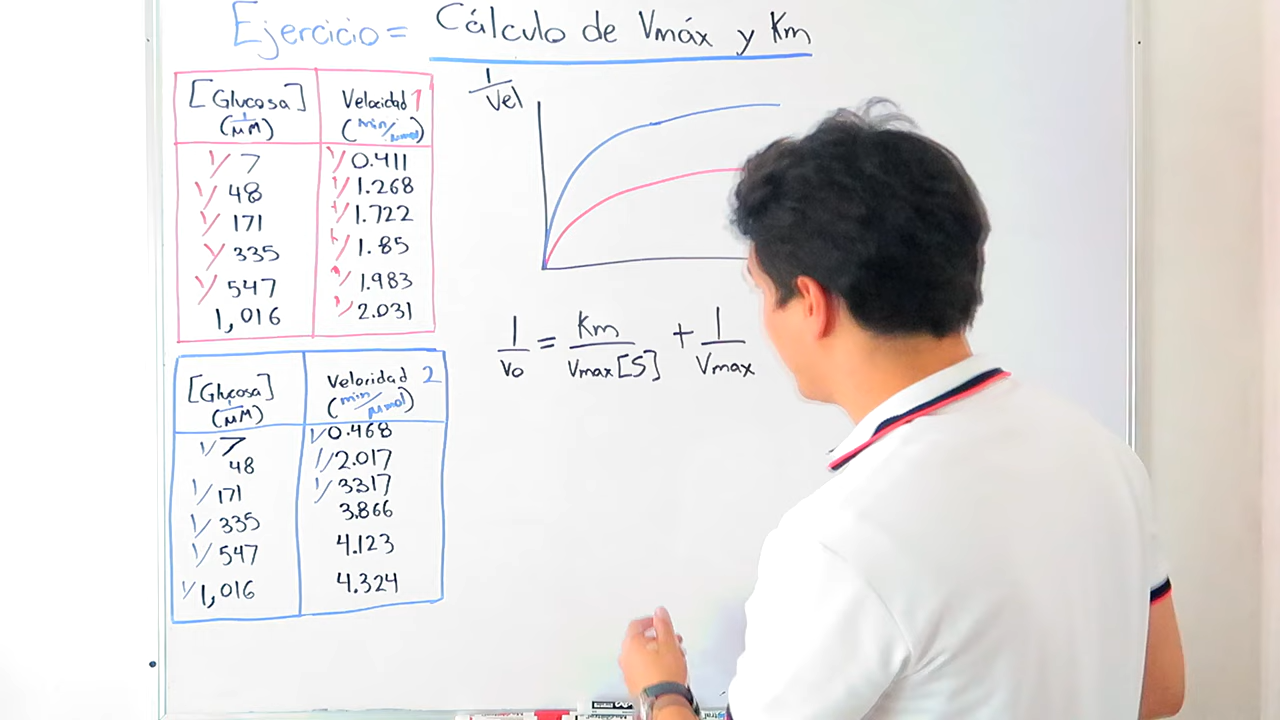 Ejercicio = Cálculo de Vmáx y Km
[Glucosa] Velocidad 1
(1/μM) (min/μmol)
1/7 1/0.411
1/48 1/1.268
1/171 1/1.722
1/335 1/1.85
1/547 1/1.983
1,016 1/2.031
[Glucosa] Velocidad 2
(1/μM) (min/μmol)
1/7 1/0.468
48 1/2.017
1/171 1/3317
1/335 3.866
1/547 4.123
1/1,016 4.324
1/Vel
1/Vo = Km/Vmax[S] + 1/Vmax